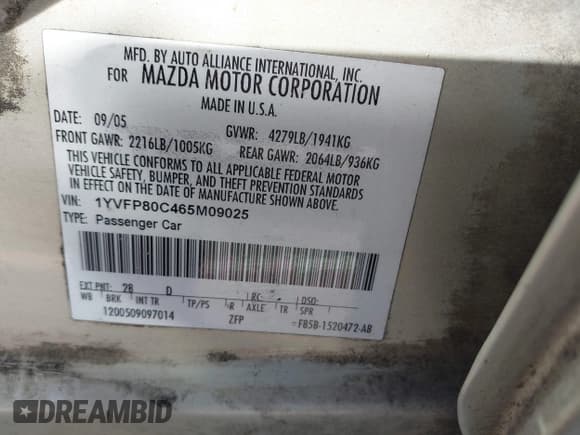 MFD. BY AUTO ALLIANCE INTERNATIONAL, INC.
FOR MAZDA MOTOR CORPORATION
MADE IN U.S.A.
DATE: 09/05 GVWR: 4279LB/1941KG
FRONT GAWR: 2216LB/1005KG REAR GAWR: 2064LB/936KG
THIS VEHICLE CONFORMS TO ALL APPLICABLE FEDERAL MOTOR
VEHICLE SAFETY, BUMPER, AND THEFT PREVENTION STANDARDS
IN EFFECT ON THE DATE OF MANUFACTURE SHOWN ABOVE.
VIN: 1YVFP80C465M09025
TYPE: Passenger Car
EXT PNT: 28 D RC: DSO:
WB BRK INT TR TP/PS R AXLE TR SPR
1200509097014 ZFP F85B-1520472-AB
DREAMBID